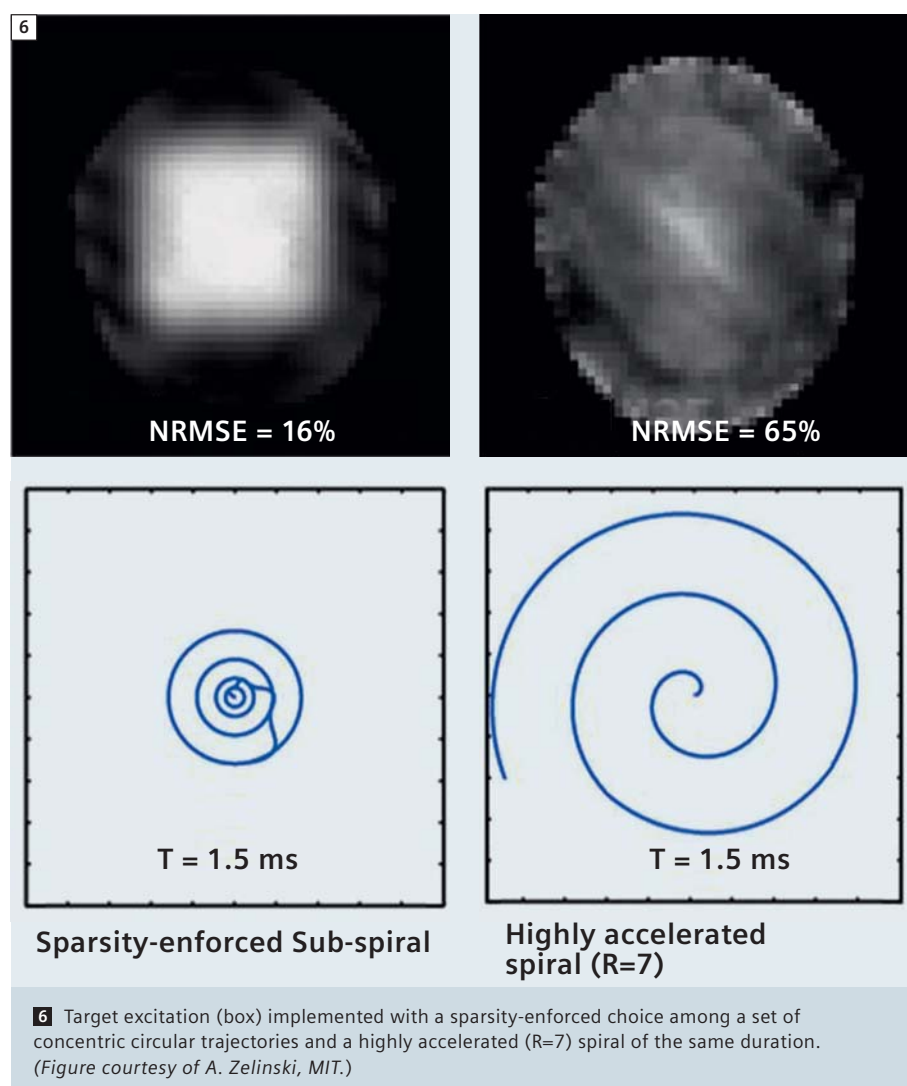 6
NRMSE = 16%
NRMSE = 65%
T = 1.5 ms
T = 1.5 ms
Sparsity-enforced Sub-spiral
Highly accelerated
spiral (R=7)
6 Target excitation (box) implemented with a sparsity-enforced choice among a set of
concentric circular trajectories and a highly accelerated (R=7) spiral of the same duration.
(Figure courtesy of A. Zelinski, MIT.)